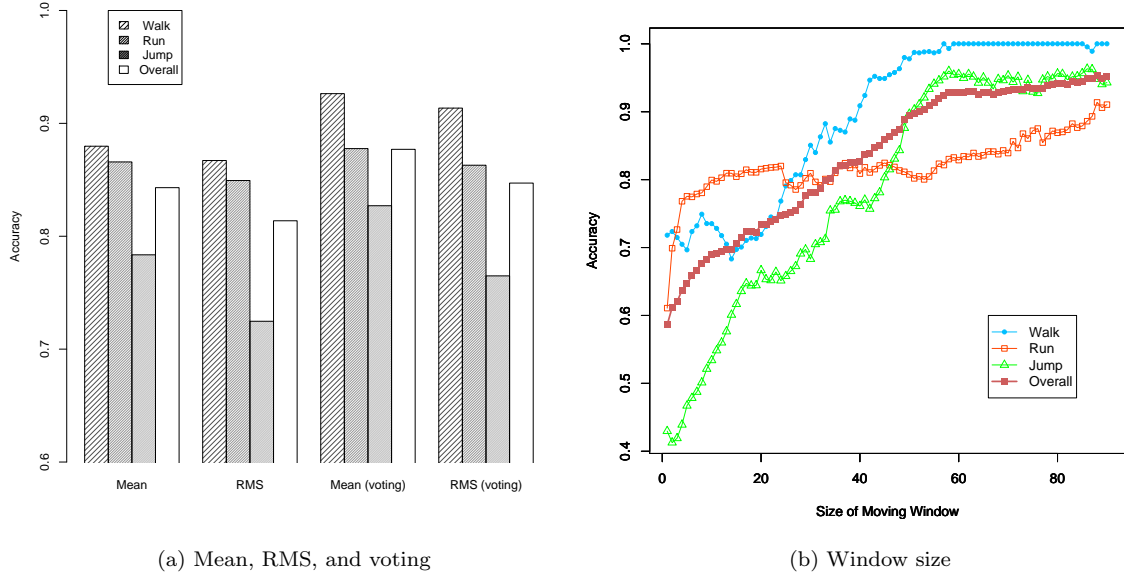 1.0
0.9
0.8
0.7
0.6
Accuracy
Walk
Run
Jump
Overall
Mean
RMS
Mean (voting)
RMS (voting)
(a) Mean, RMS, and voting
1.0
0.9
0.8
0.7
0.6
0.5
0.4
Accuracy
Walk
Run
Jump
Overall
0 20 40 60 80
Size of Moving Window
(b) Window size